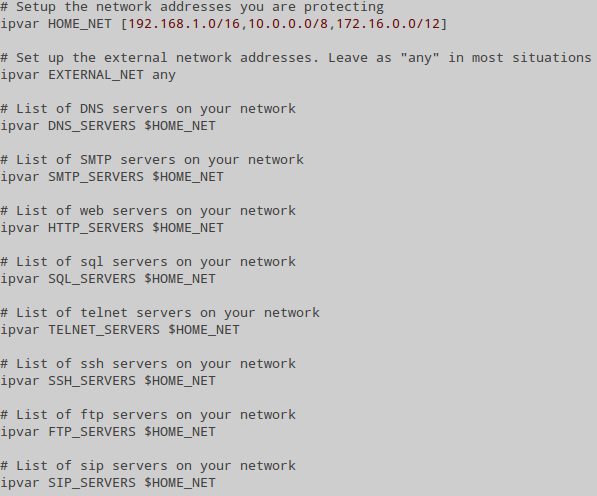 # Setup the network addresses you are protecting
ipvar HOME_NET [192.168.1.0/16,10.0.0.0/8,172.16.0.0/12]

# Set up the external network addresses. Leave as "any" in most situations
ipvar EXTERNAL_NET any

# List of DNS servers on your network
ipvar DNS_SERVERS $HOME_NET

# List of SMTP servers on your network
ipvar SMTP_SERVERS $HOME_NET

# List of web servers on your network
ipvar HTTP_SERVERS $HOME_NET

# List of sql servers on your network
ipvar SQL_SERVERS $HOME_NET

# List of telnet servers on your network
ipvar TELNET_SERVERS $HOME_NET

# List of ssh servers on your network
ipvar SSH_SERVERS $HOME_NET

# List of ftp servers on your network
ipvar FTP_SERVERS $HOME_NET

# List of sip servers on your network
ipvar SIP_SERVERS $HOME_NET